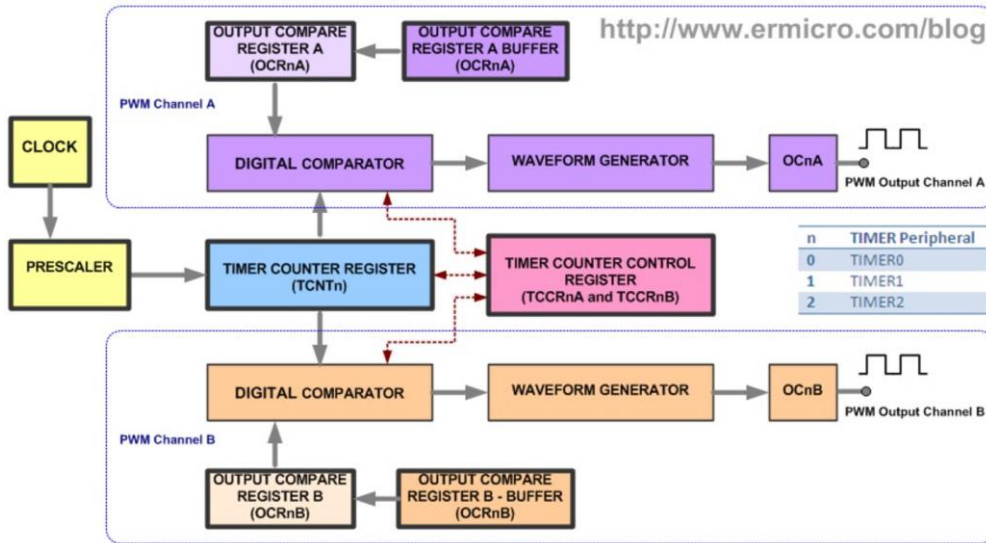 http://www.ermicro.com/blog
OUTPUT COMPARE
REGISTER A
(OCRnA)
OUTPUT COMPARE
REGISTER A BUFFER
(OCRnA)
PWM Channel A
CLOCK
DIGITAL COMPARATOR
WAVEFORM GENERATOR
OCnA
PWM Output Channel A
PRESCALER
TIMER COUNTER REGISTER
(TCNTn)
TIMER COUNTER CONTROL
REGISTER
(TCCRnA and TCCRnB)
n TIMER Peripheral
0 TIMER0
1 TIMER1
2 TIMER2
DIGITAL COMPARATOR
WAVEFORM GENERATOR
OCnB
PWM Output Channel B
PWM Channel B
OUTPUT COMPARE
REGISTER B
(OCRnB)
OUTPUT COMPARE
REGISTER B - BUFFER
(OCRnB)